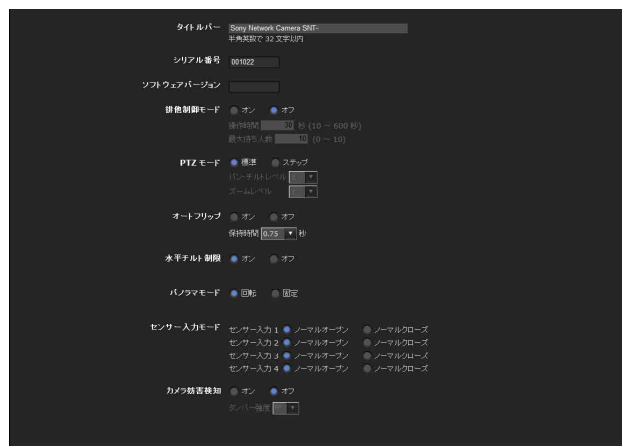 タイトルバー Sony Network Camera SNT-
半角英数で 32 文字以内
シリアル番号 001022
ソフトウェアバージョン
排他制御モード オン オフ
操作時間 30 秒 (10 ~ 600 秒)
最大待ち人数 10 (0 ~ 10)
PTZ モード 標準 ステップ
パン・チルトレベル
ズームレベル
オートフリップ オン オフ
保持時間 0.75 秒
水平チルト制限 オン オフ
パノラマモード 回転 固定
センサー入力モード センサー入力 1 ノーマルオープン ノーマルクローズ
センサー入力 2 ノーマルオープン ノーマルクローズ
センサー入力 3 ノーマルオープン ノーマルクローズ
センサー入力 4 ノーマルオープン ノーマルクローズ
カメラ妨害検知 オン オフ
タンパー強度